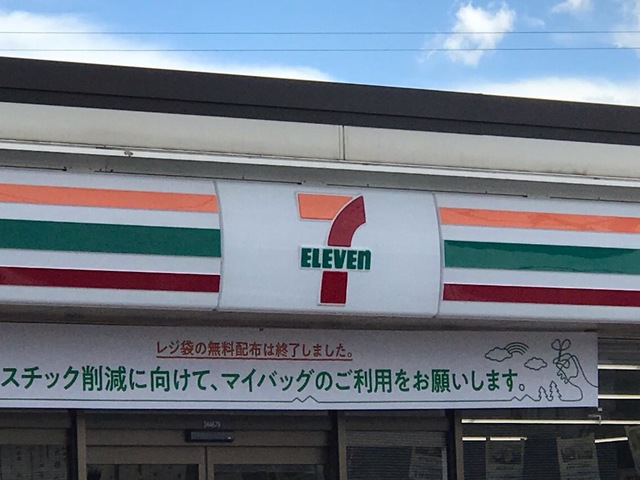 7
ELEVEn
レジ袋の無料配布は終了しました。
スチック削減に向けて、マイバッグのご利用をお願いします。